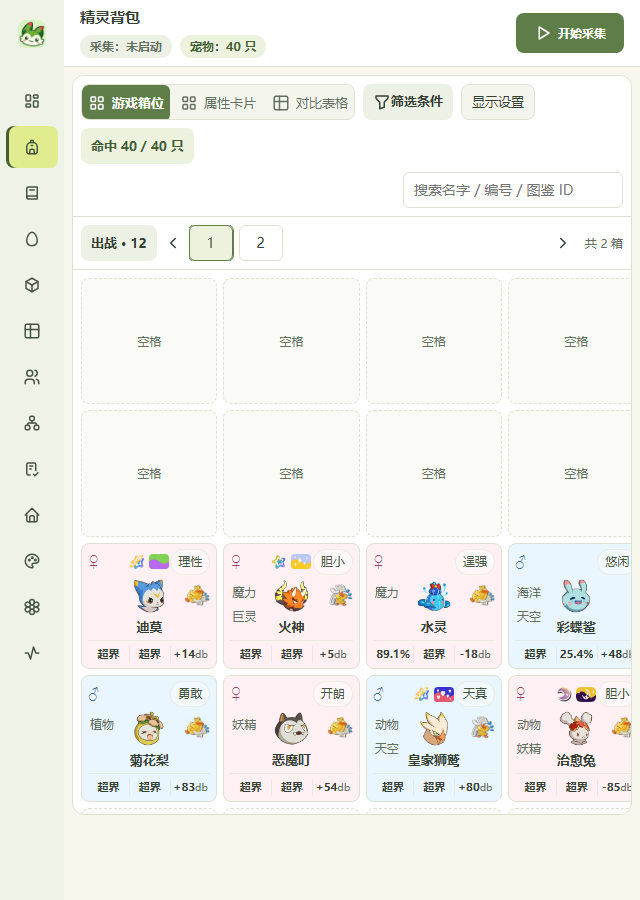 精灵背包
采集：未启动
宠物：40 只
开始采集
游戏箱位
属性卡片
对比表格
筛选条件
显示设置
命中 40 / 40 只
搜索名字 / 编号 / 图鉴 ID
出战 • 12
1
2
共 2 箱
空格
空格
空格
空格
空格
空格
空格
空格
♀
理性
迪莫
超界
超界
+14db
♀
胆小
魔力
巨灵
火神
超界
超界
+5db
♀
逞强
魔力
水灵
89.1%
超界
-18db
♂
悠闲
海洋
天空
彩蝶鲨
超界
25.4%
+48db
♂
勇敢
植物
菊花梨
超界
超界
+83db
♀
开朗
妖精
恶魔叮
超界
超界
+54db
♂
天真
动物
天空
皇家狮鹫
超界
超界
+80db
♀
胆小
动物
妖精
治愈兔
超界
超界
-85db